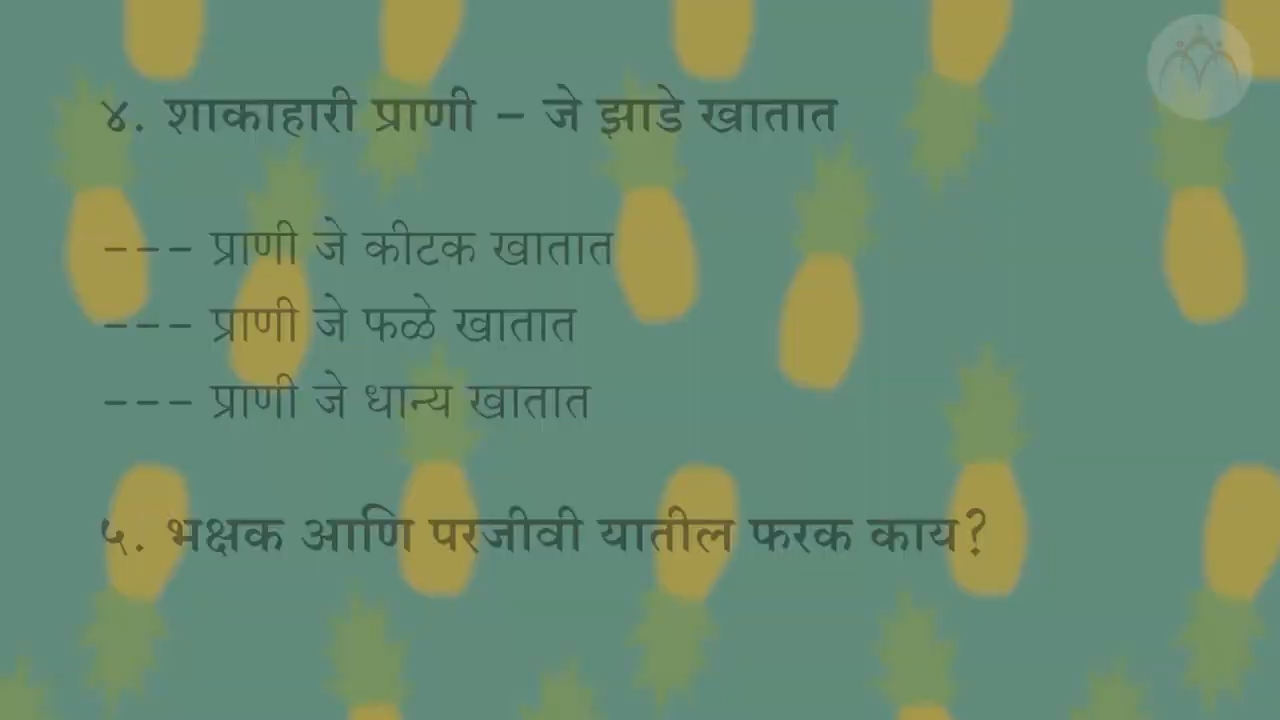 ४. शाकाहारी प्राणी – जे झाडे खातात
--- प्राणी जे कीटक खातात
--- प्राणी जे फळे खातात
--- प्राणी जे धान्य खातात
५. भक्षक आणि परजीवी यातील फरक काय?